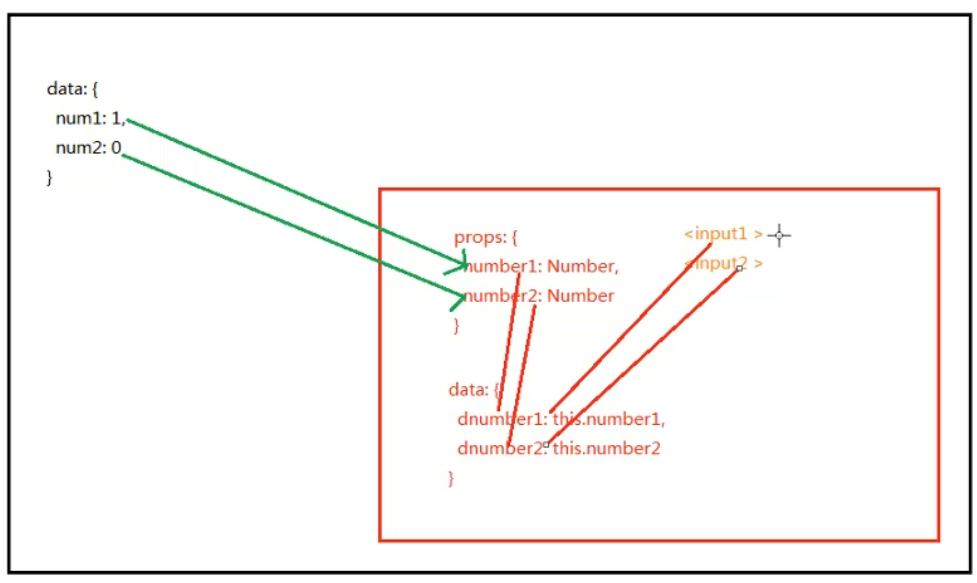 data: {
num1: 1,
num2: 0
}
props: {
number1: Number,
number2: Number
}
<input1 >
<input2 >
data: {
dnumber1: this.number1,
dnumber2: this.number2
}